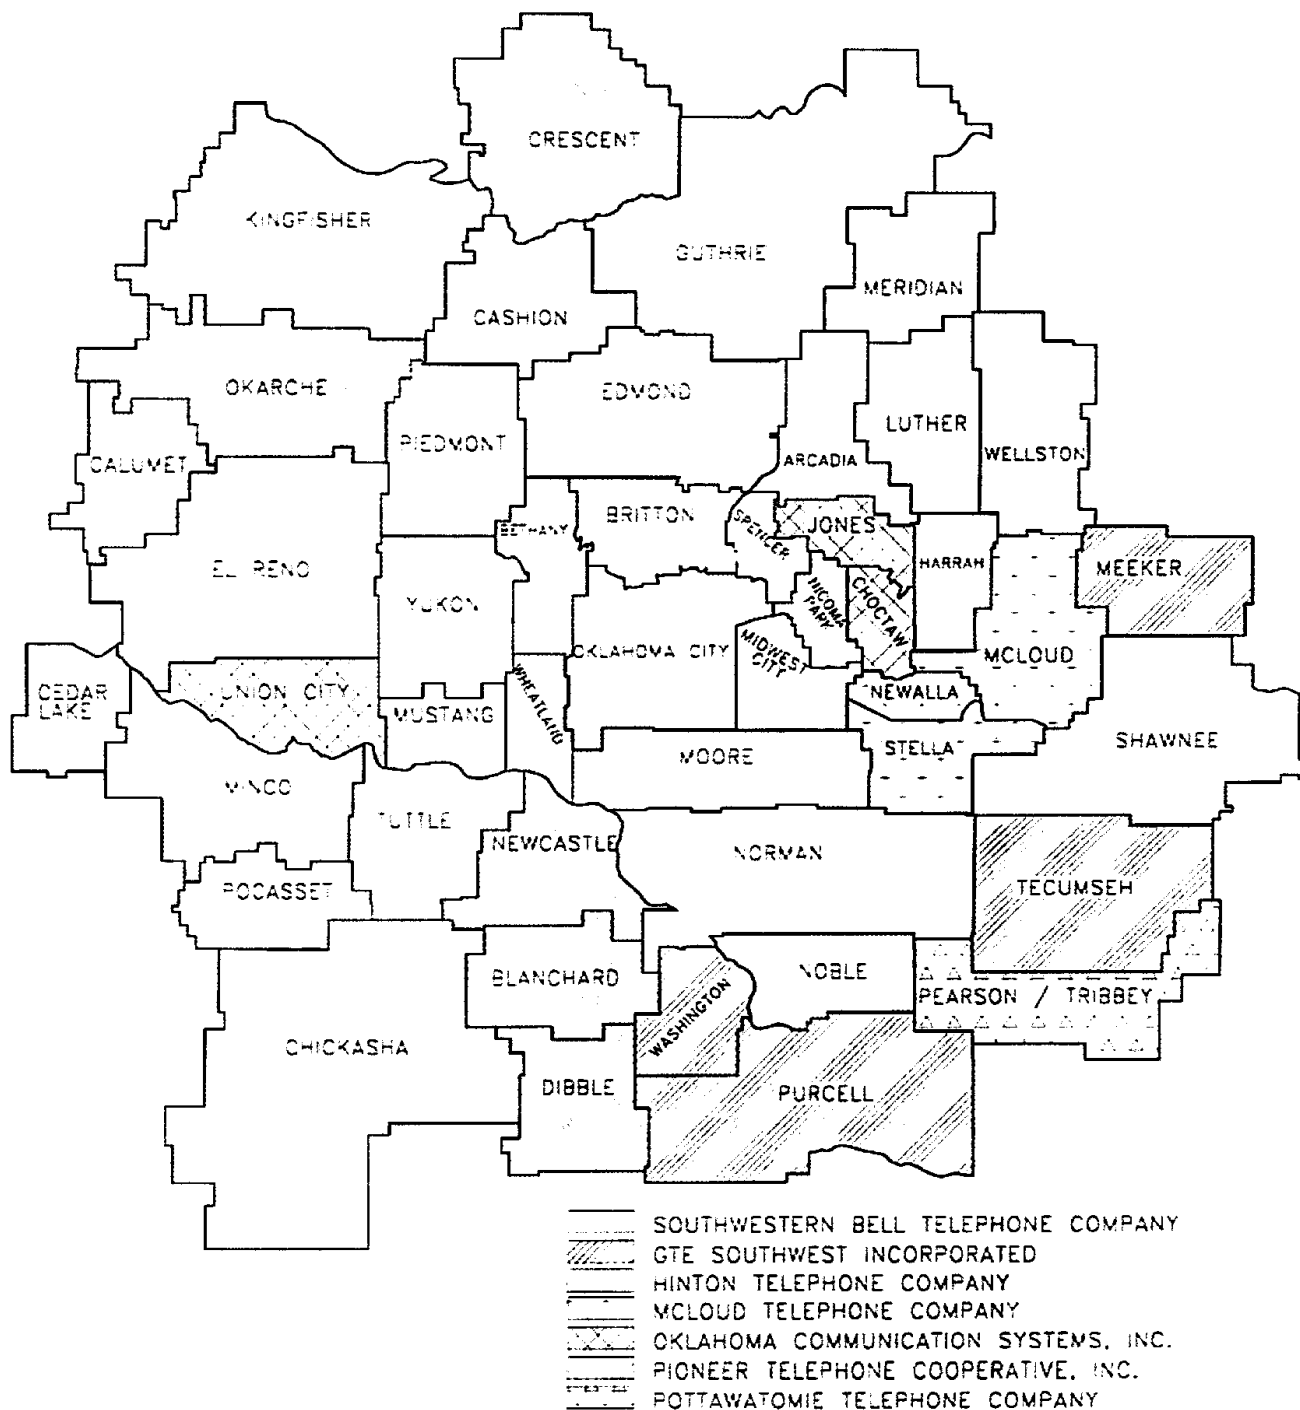 CRESCENT
KINGFISHER
GUTHRIE
MERIDIAN
CASHION
OKARCHE
EDMOND
PIEDMONT
LUTHER
CALUMET
ARCADIA
WELLSTON
BETHANY
BRITTON
SPENCER
JONES
EL RENO
HARRAH
MEEKER
YUKON
NICOMA
PARK
CHOCTAW
OKLAHOMA CITY
MIDWEST
CITY
MCLOUD
CEDAR
LAKE
UNION CITY
WHEATLAND
NEWALLA
MUSTANG
STELLA
SHAWNEE
MOORE
MINCO
TUTTLE
NEWCASTLE
NORMAN
POCASSET
TECUMSEH
BLANCHARD
NOBLE
WASHINGTON
PEARSON / TRIBBEY
CHICKASHA
DIBBLE
PURCELL
SOUTHWESTERN BELL TELEPHONE COMPANY
GTE SOUTHWEST INCORPORATED
HINTON TELEPHONE COMPANY
MCLOUD TELEPHONE COMPANY
OKLAHOMA COMMUNICATION SYSTEMS, INC.
PIONEER TELEPHONE COOPERATIVE, INC.
POTTAWATOMIE TELEPHONE COMPANY